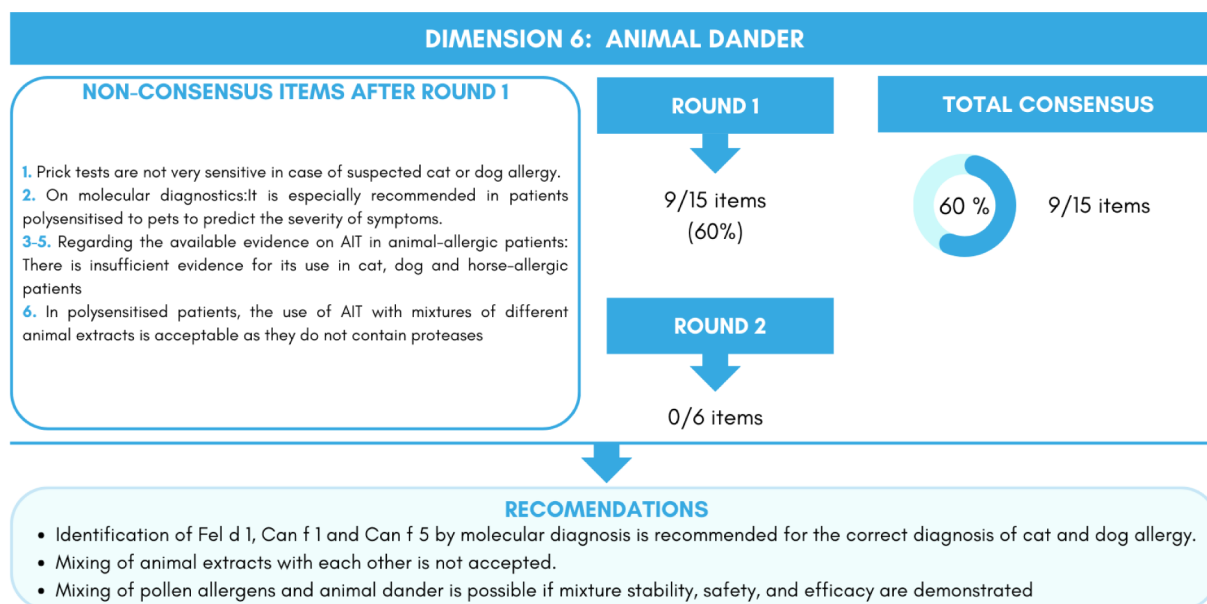 DIMENSION 6: ANIMAL DANDER
NON-CONSENSUS ITEMS AFTER ROUND 1
1. Prick tests are not very sensitive in case of suspected cat or dog allergy.
2. On molecular diagnostics:It is especially recommended in patients
polysensitised to pets to predict the severity of symptoms.
3-5. Regarding the available evidence on AIT in animal-allergic patients:
There is insufficient evidence for its use in cat, dog and horse-allergic
patients
6. In polysensitised patients, the use of AIT with mixtures of different
animal extracts is acceptable as they do not contain proteases
ROUND 1
9/15 items
(60%)
ROUND 2
0/6 items
TOTAL CONSENSUS
60 %
9/15 items
RECOMENDATIONS
• Identification of Fel d 1, Can f 1 and Can f 5 by molecular diagnosis is recommended for the correct diagnosis of cat and dog allergy.
• Mixing of animal extracts with each other is not accepted.
• Mixing of pollen allergens and animal dander is possible if mixture stability, safety, and efficacy are demonstrated